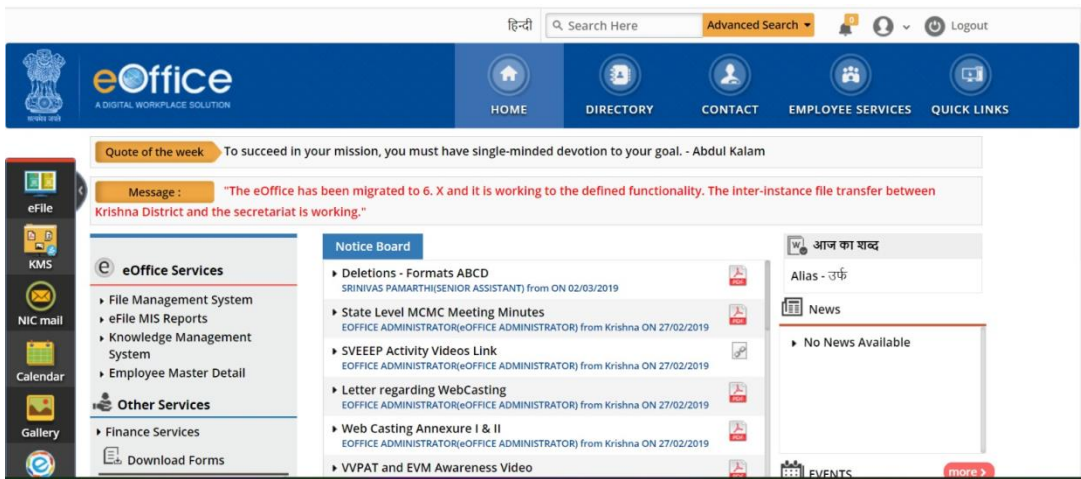 हिन्दी
Search Here
Advanced Search
0
Logout
सत्यमेव जयते
eOffice
A DIGITAL WORKPLACE SOLUTION
HOME
DIRECTORY
CONTACT
EMPLOYEE SERVICES
QUICK LINKS
Quote of the week
To succeed in your mission, you must have single-minded devotion to your goal. - Abdul Kalam
Message :
"The eOffice has been migrated to 6. X and it is working to the defined functionality. The inter-instance file transfer between
Krishna District and the secretariat is working."
eFile
KMS
NIC mail
Calendar
Gallery
eOffice Services
File Management System
eFile MIS Reports
Knowledge Management
System
Employee Master Detail
Other Services
Finance Services
Download Forms
Notice Board
Deletions - Formats ABCD
SRINIVAS PAMARTHI(SENIOR ASSISTANT) from ON 02/03/2019
State Level MCMC Meeting Minutes
EOFFICE ADMINISTRATOR(eOFFICE ADMINISTRATOR) from Krishna ON 27/02/2019
SVEEEP Activity Videos Link
EOFFICE ADMINISTRATOR(eOFFICE ADMINISTRATOR) from Krishna ON 27/02/2019
Letter regarding WebCasting
EOFFICE ADMINISTRATOR(eOFFICE ADMINISTRATOR) from Krishna ON 27/02/2019
Web Casting Annexure I & II
EOFFICE ADMINISTRATOR(eOFFICE ADMINISTRATOR) from Krishna ON 27/02/2019
VVPAT and EVM Awareness Video
आज का शब्द
Alias - उर्फ
News
No News Available
EVENTS
more >